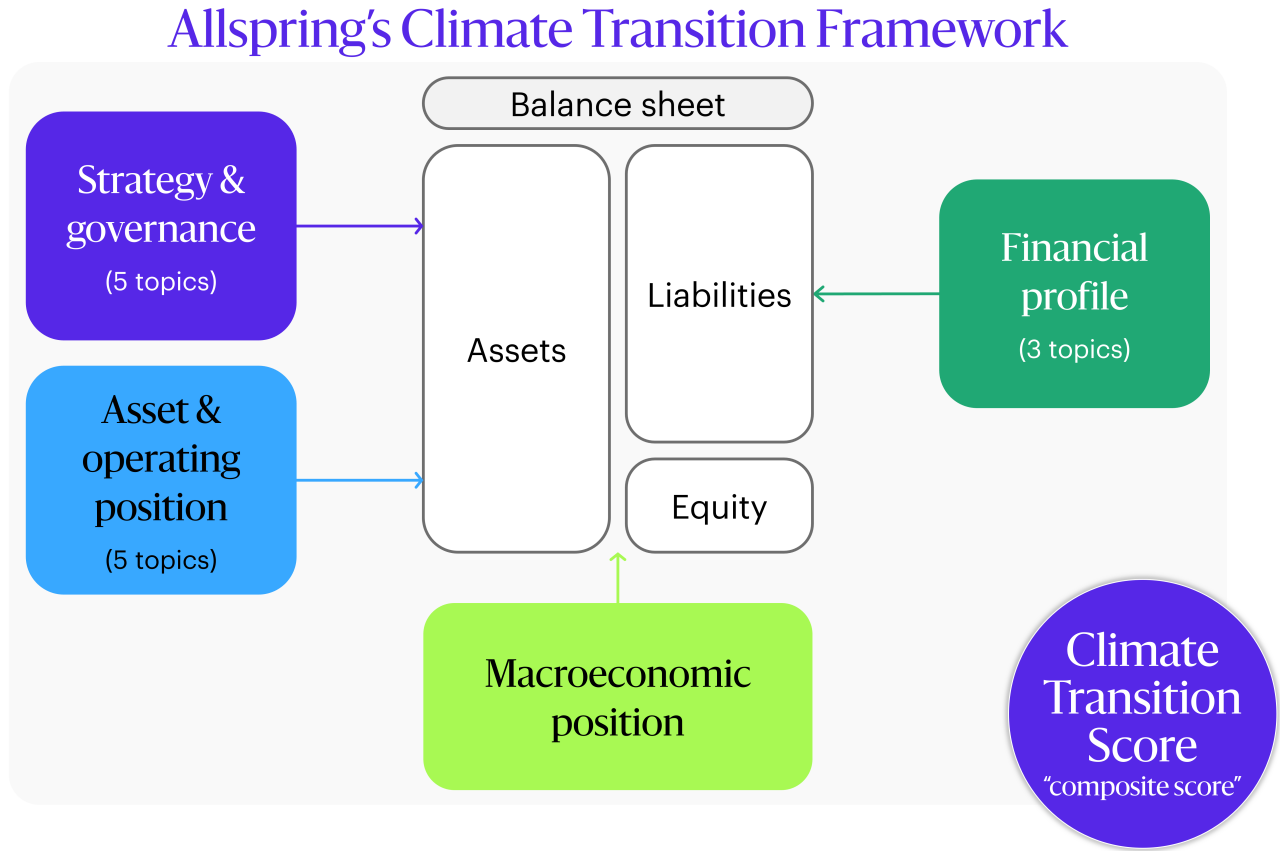 Allspring’s Climate Transition Framework
Balance sheet
Strategy &
governance
(5 topics)
Asset &
operating
position
(5 topics)
Assets
Liabilities
Equity
Financial
profile
(3 topics)
Macroeconomic
position
Climate
Transition
Score
“composite score”